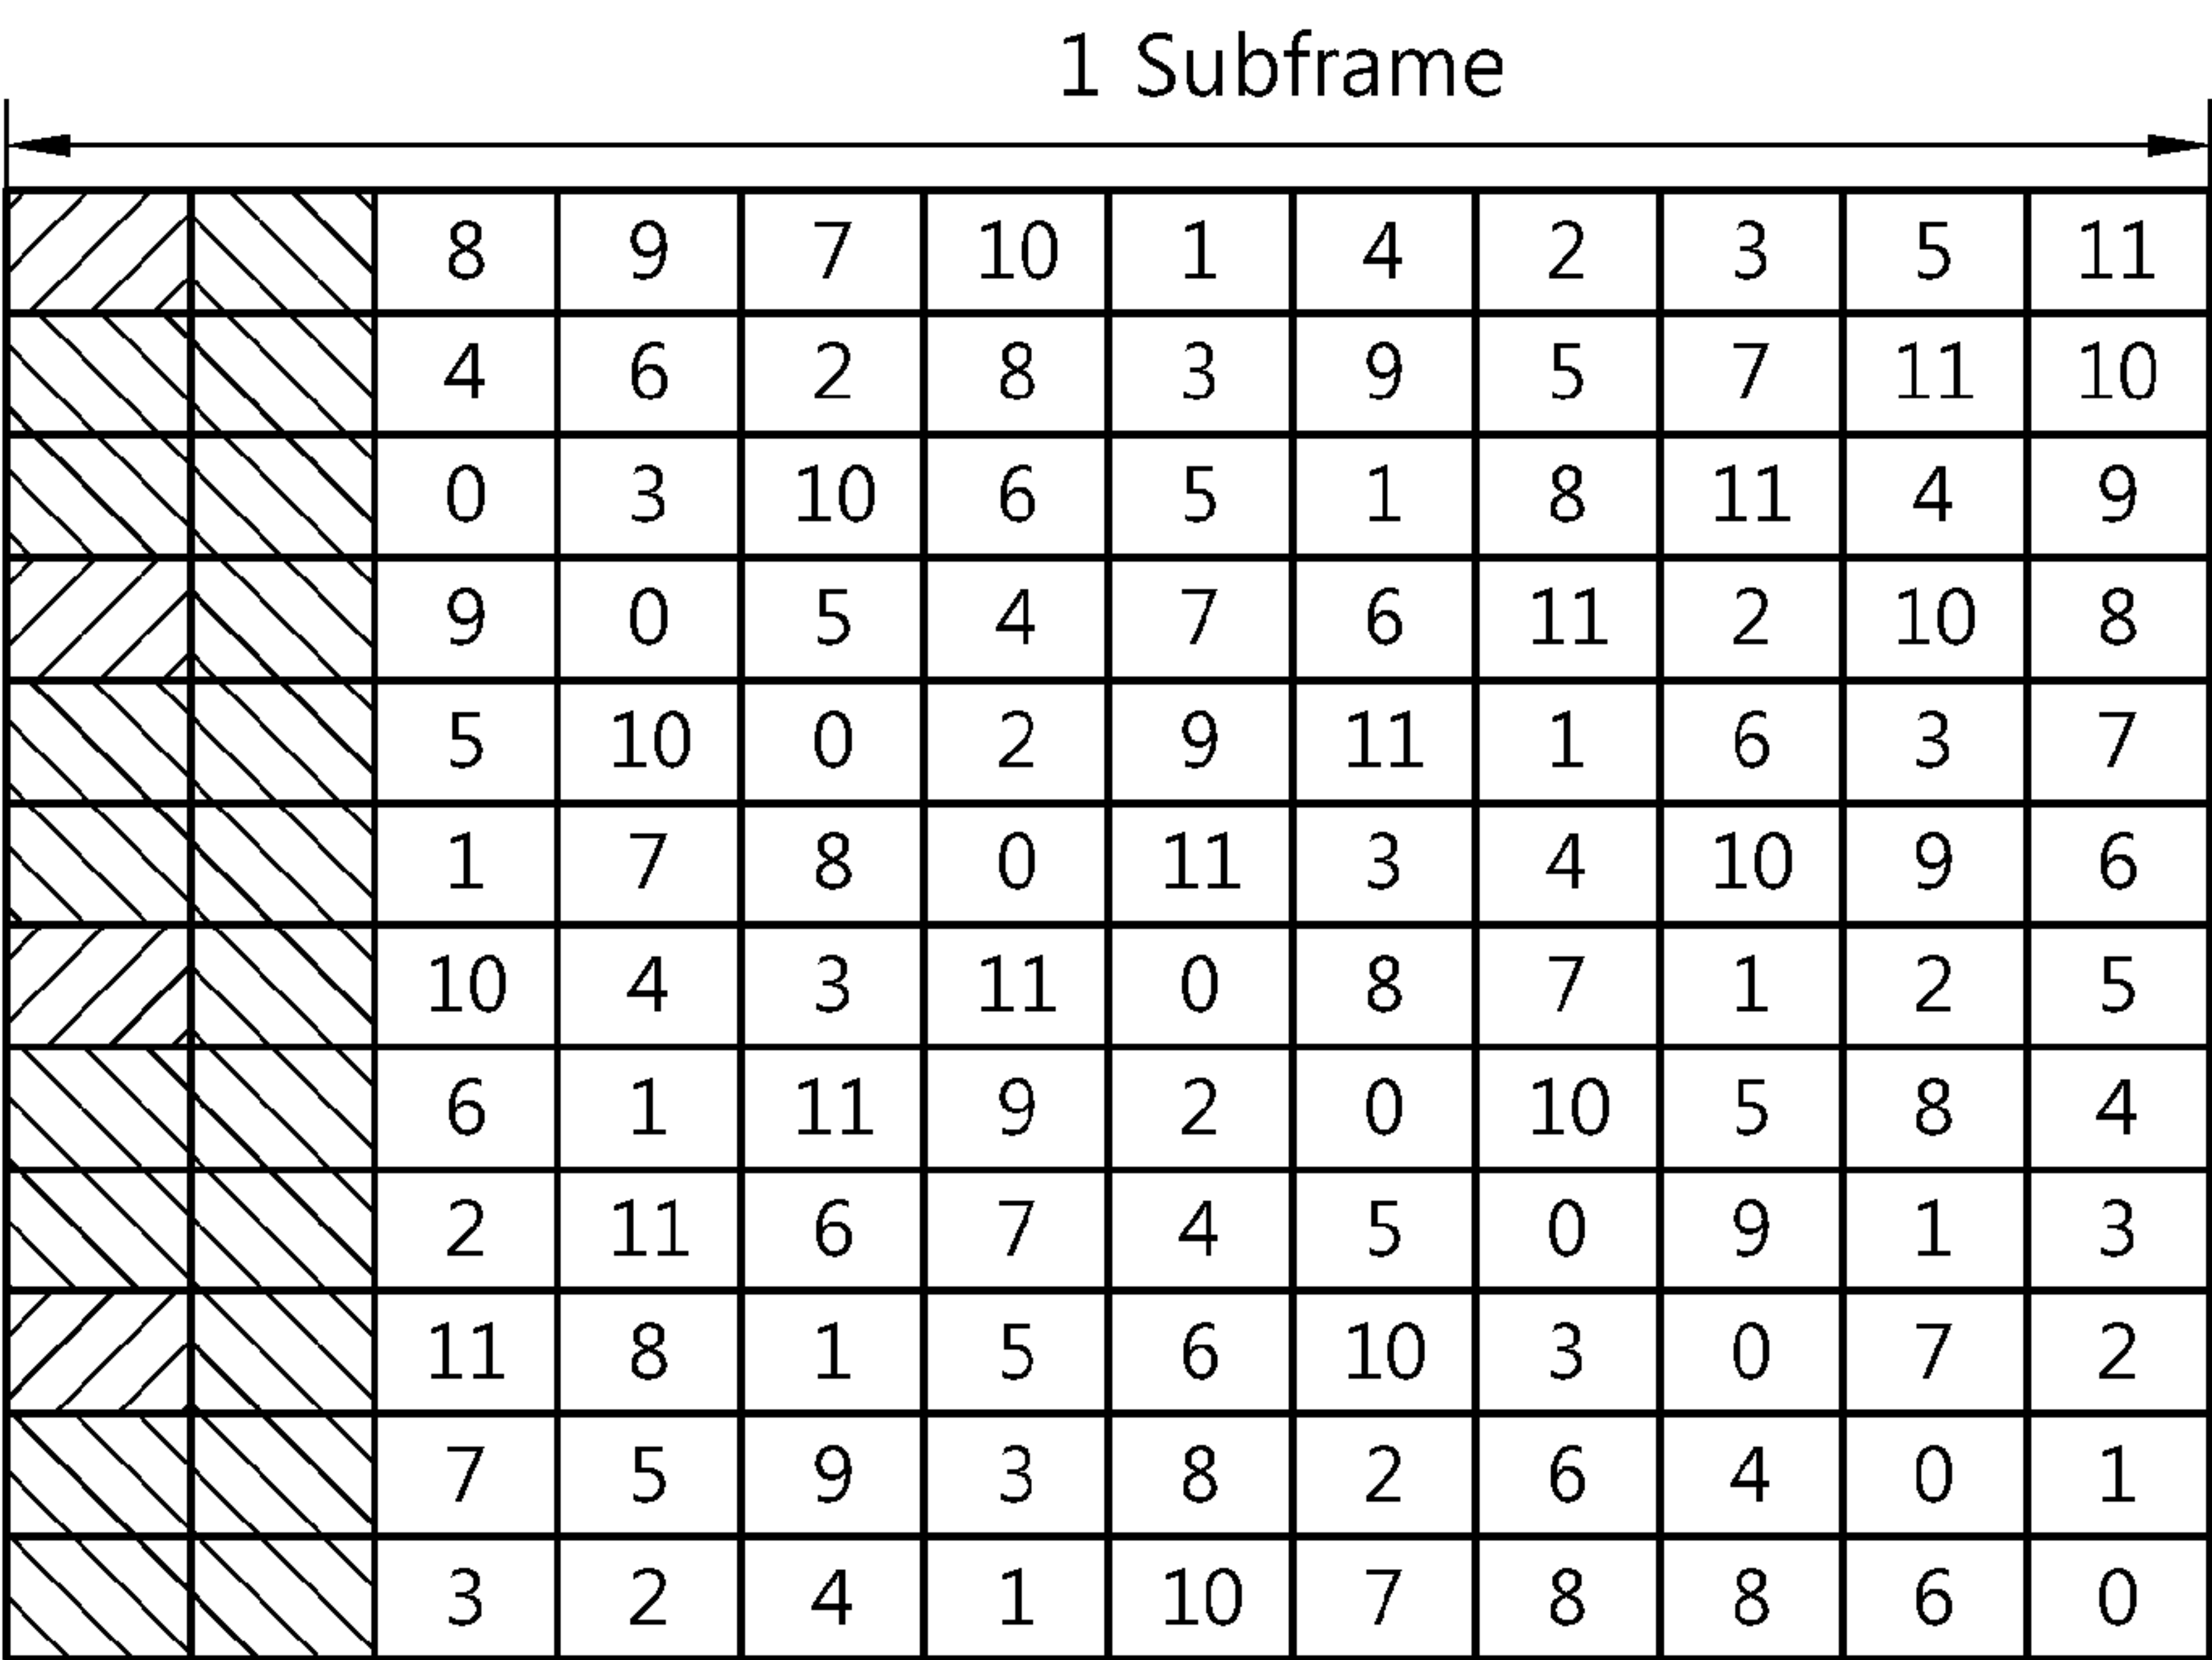 1 Subframe
8 9 7 10 1 4 2 3 5 11
4 6 2 8 3 9 5 7 11 10
0 3 10 6 5 1 8 11 4 9
9 0 5 4 7 6 11 2 10 8
5 10 0 2 9 11 1 6 3 7
1 7 8 0 11 3 4 10 9 6
10 4 3 11 0 8 7 1 2 5
6 1 11 9 2 0 10 5 8 4
2 11 6 7 4 5 0 9 1 3
11 8 1 5 6 10 3 0 7 2
7 5 9 3 8 2 6 4 0 1
3 2 4 1 10 7 8 8 6 0